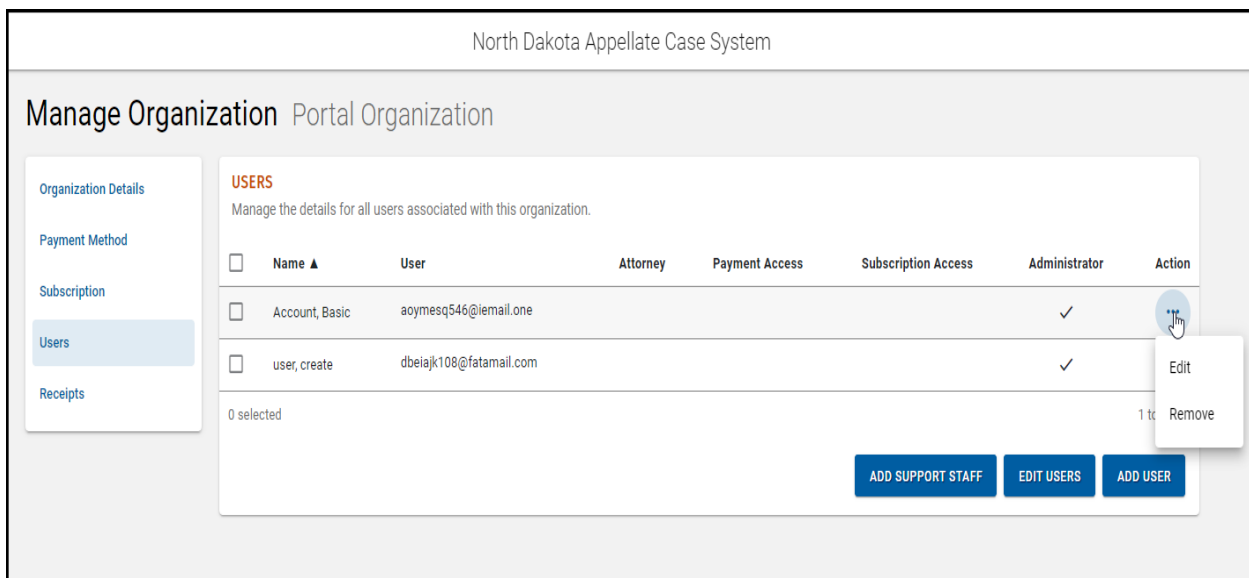 North Dakota Appellate Case System
Manage Organization Portal Organization
Organization Details
Payment Method
Subscription
Users
Receipts
USERS
Manage the details for all users associated with this organization.
Name ▲ User Attorney Payment Access Subscription Access Administrator Action
Account, Basic aoymesq546@iemail.one ✓
user, create dbeiajk108@fatamail.com ✓
Edit
Remove
0 selected 1
ADD SUPPORT STAFF EDIT USERS ADD USER